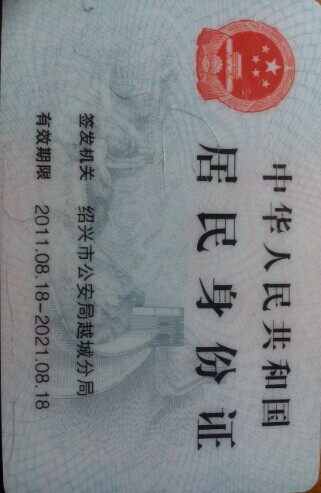 中华人民共和国
居民身份证
签发机关 绍兴市公安局越城分局
有效期限 2011.08.18-2021.08.18